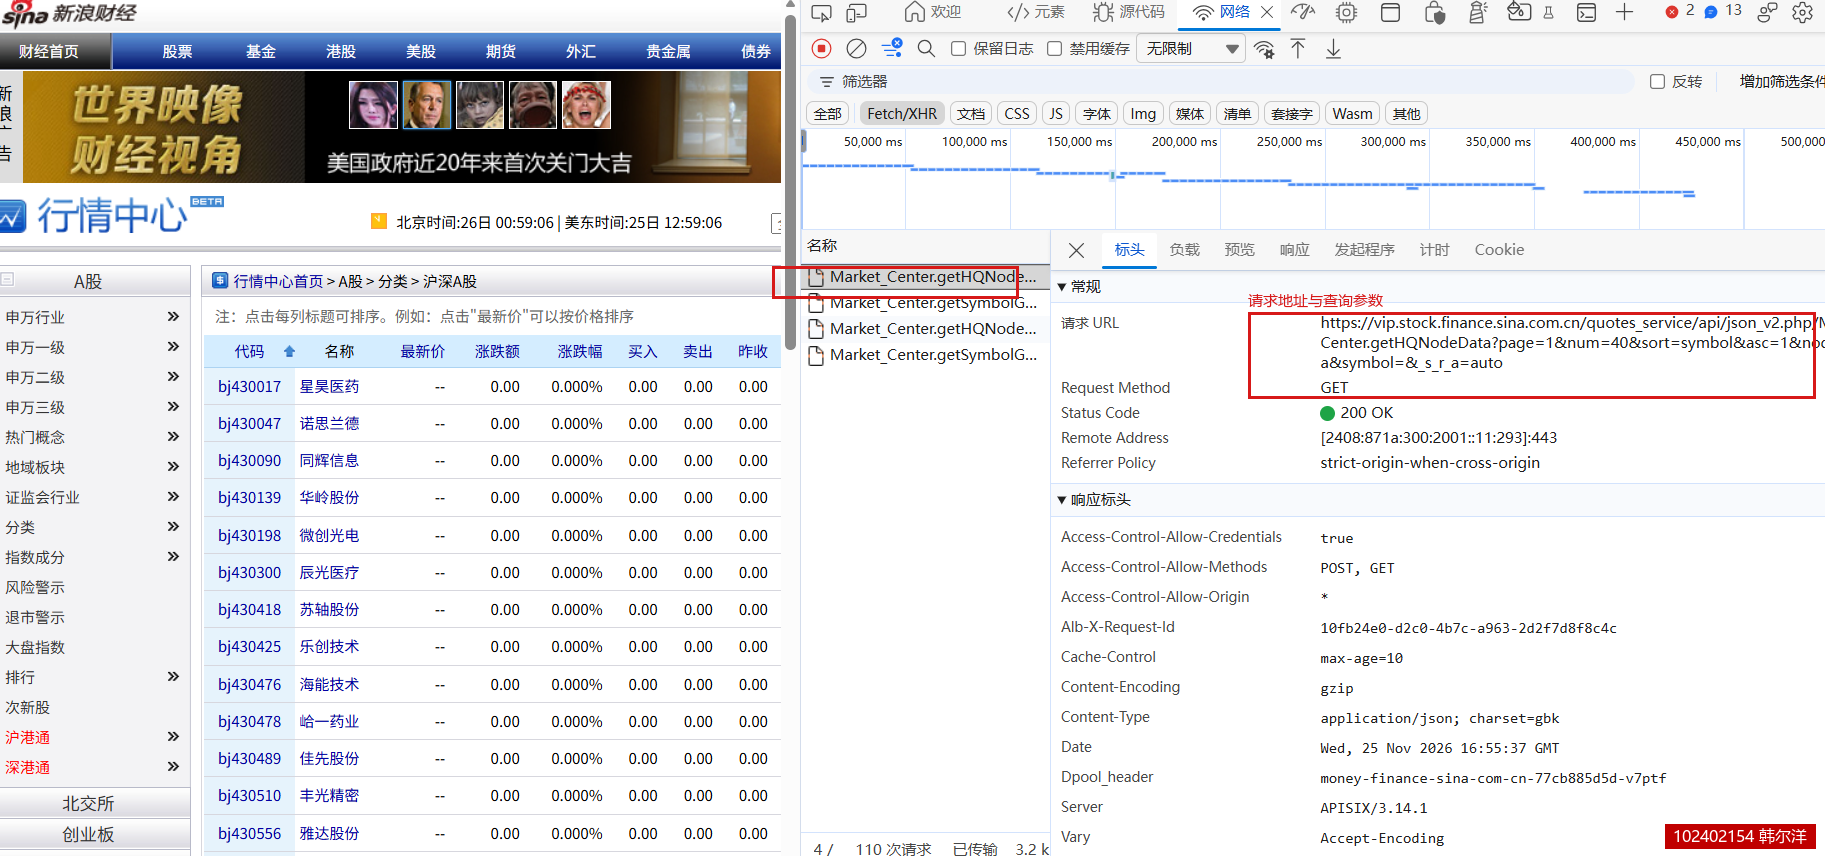 sina 新浪财经
财经首页 股票 基金 港股 美股 期货 外汇 贵金属 债券
新浪广告
世界映像
财经视角
美国政府近20年来首次关门大吉
行情中心 BETA
北京时间:26日 00:59:06 | 美东时间:25日 12:59:06
A股
申万行业 »
申万一级 »
申万二级 »
申万三级 »
热门概念 »
地域板块 »
证监会行业 »
分类 »
指数成分 »
风险警示
退市警示
大盘指数
排行 »
次新股
沪港通 »
深港通 »
北交所
创业板
行情中心首页 > A股 > 分类 > 沪深A股
注：点击每列标题可排序。例如：点击"最新价"可以按价格排序
代码 名称 最新价 涨跌额 涨跌幅 买入 卖出 昨收
bj430017 星昊医药 -- 0.00 0.000% 0.00 0.00 0.00
bj430047 诺思兰德 -- 0.00 0.000% 0.00 0.00 0.00
bj430090 同辉信息 -- 0.00 0.000% 0.00 0.00 0.00
bj430139 华岭股份 -- 0.00 0.000% 0.00 0.00 0.00
bj430198 微创光电 -- 0.00 0.000% 0.00 0.00 0.00
bj430300 辰光医疗 -- 0.00 0.000% 0.00 0.00 0.00
bj430418 苏轴股份 -- 0.00 0.000% 0.00 0.00 0.00
bj430425 乐创技术 -- 0.00 0.000% 0.00 0.00 0.00
bj430476 海能技术 -- 0.00 0.000% 0.00 0.00 0.00
bj430478 峆一药业 -- 0.00 0.000% 0.00 0.00 0.00
bj430489 佳先股份 -- 0.00 0.000% 0.00 0.00 0.00
bj430510 丰光精密 -- 0.00 0.000% 0.00 0.00 0.00
bj430556 雅达股份 -- 0.00 0.000% 0.00 0.00 0.00
欢迎 </> 元素 源代码 网络 2 13
保留日志 禁用缓存 无限制
筛选器 反转 增加筛选条件
全部 Fetch/XHR 文档 CSS JS 字体 Img 媒体 清单 套接字 Wasm 其他
50,000 ms 100,000 ms 150,000 ms 200,000 ms 250,000 ms 300,000 ms 350,000 ms 400,000 ms 450,000 ms 500,00
名称
Market_Center.getHQNode...
Market_Center.getSymbolG...
Market_Center.getHQNode...
Market_Center.getSymbolG...
4 / 110 次请求 已传输 3.2 k
标头 负载 预览 响应 发起程序 计时 Cookie
常规
请求地址与查询参数
请求 URL https://vip.stock.finance.sina.com.cn/quotes_service/api/json_v2.php/M
Center.getHQNodeData?page=1&num=40&sort=symbol&asc=1&nod
a&symbol=&_s_r_a=auto
Request Method GET
Status Code 200 OK
Remote Address [2408:871a:300:2001::11:293]:443
Referrer Policy strict-origin-when-cross-origin
响应标头
Access-Control-Allow-Credentials true
Access-Control-Allow-Methods POST, GET
Access-Control-Allow-Origin *
Alb-X-Request-Id 10fb24e0-d2c0-4b7c-a963-2d2f7d8f8c4c
Cache-Control max-age=10
Content-Encoding gzip
Content-Type application/json; charset=gbk
Date Wed, 25 Nov 2026 16:55:37 GMT
Dpool_header money-finance-sina-com-cn-77cb885d5d-v7ptf
Server APISIX/3.14.1
Vary Accept-Encoding
102402154 韩尔洋